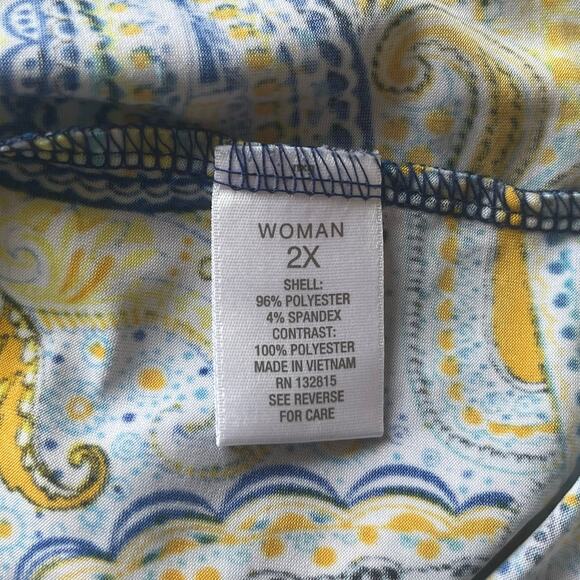 WOMAN
2X
SHELL:
96% POLYESTER
4% SPANDEX
CONTRAST:
100% POLYESTER
MADE IN VIETNAM
RN 132815
SEE REVERSE
FOR CARE